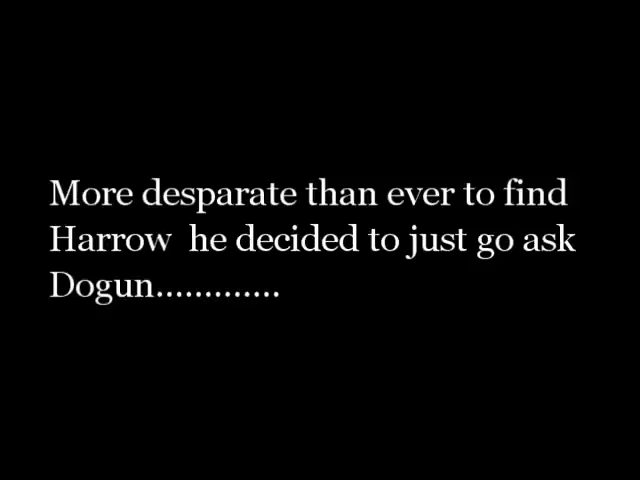 More desparate than ever to find
Harrow  he decided to just go ask
Dogun.............